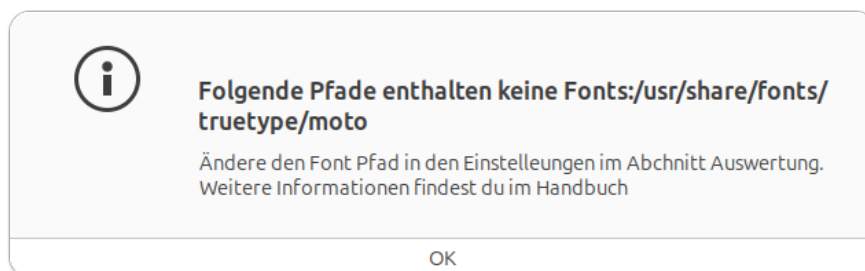 Folgende Pfade enthalten keine Fonts:/usr/share/fonts/
truetype/moto
Ändere den Font Pfad in den Einstelleungen im Abchnitt Auswertung.
Weitere Informationen findest du im Handbuch
OK